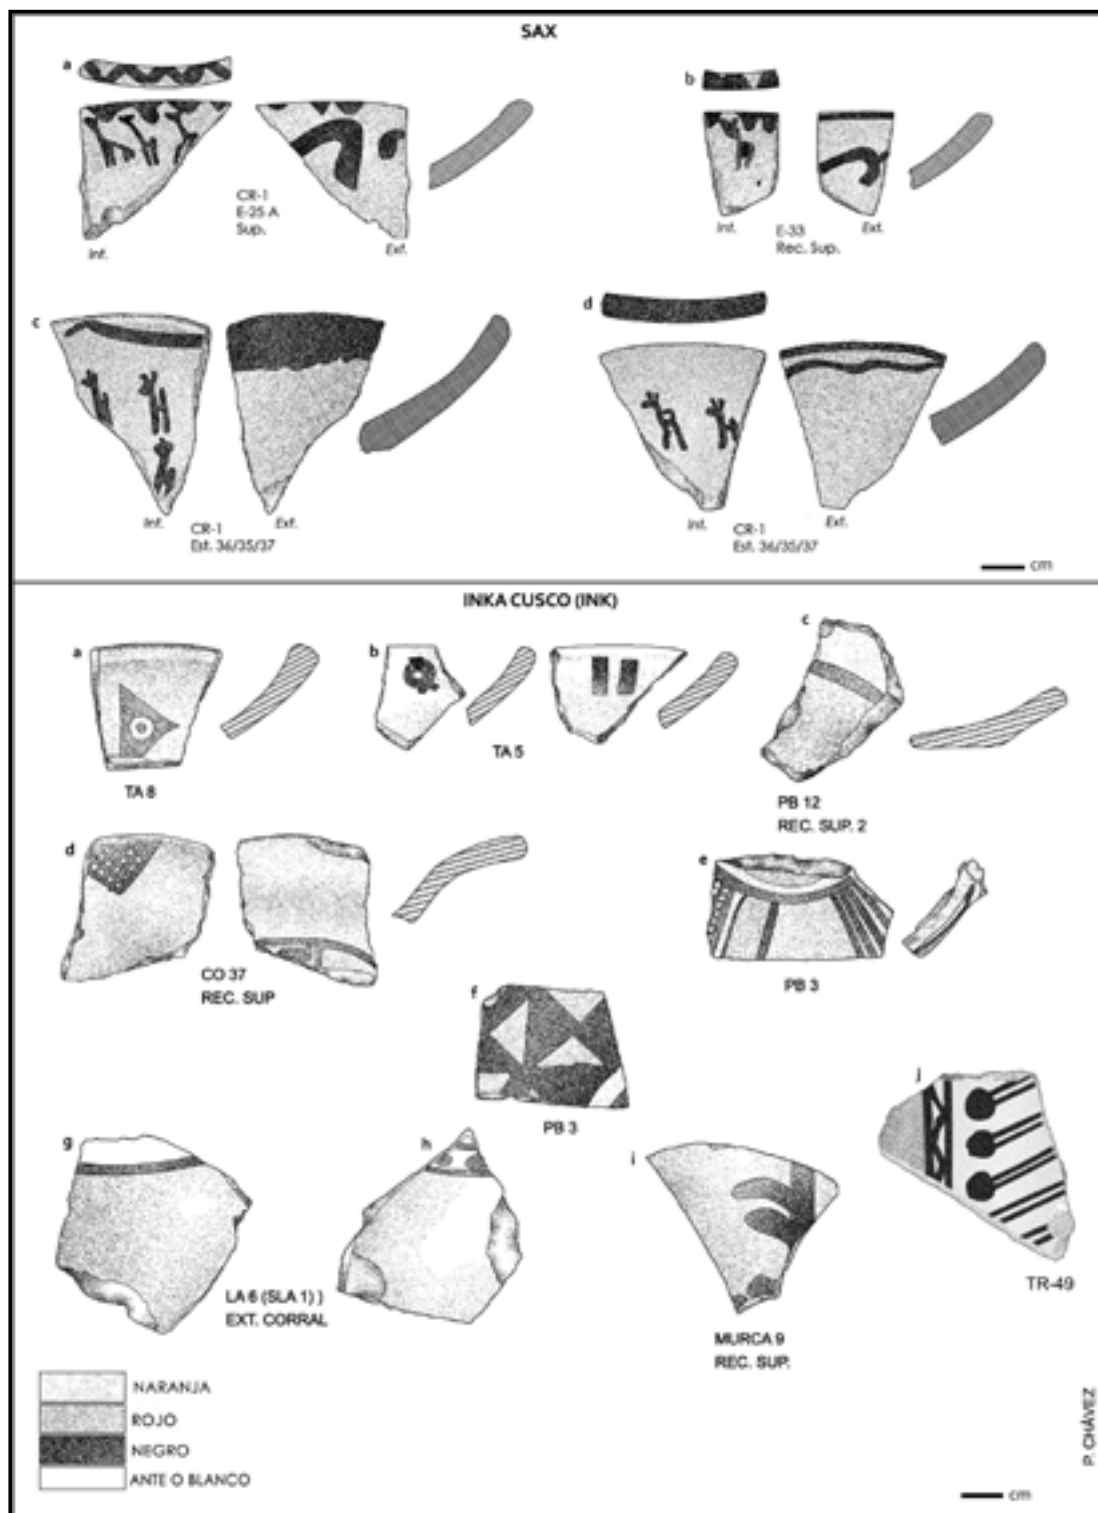 SAX
a
b
CR-1
E-25 A
Sup.
Int.
Ext.
Int.
E-33
Rec. Sup.
Ext.
c
d
Int.
CR-1
Est. 36/35/37
Ext.
Int.
CR-1
Est. 36/35/37
Ext.
cm
INKA CUSCO (INK)
a
b
c
TA 8
TA 5
PB 12
REC. SUP. 2
d
e
CO 37
REC. SUP
PB 3
f
PB 3
g
h
i
j
LA 6 (SLA 1) )
EXT. CORRAL
MURCA 9
REC. SUP.
TR-49
NARANJA
ROJO
NEGRO
ANTE O BLANCO
P. CHÁVEZ
cm